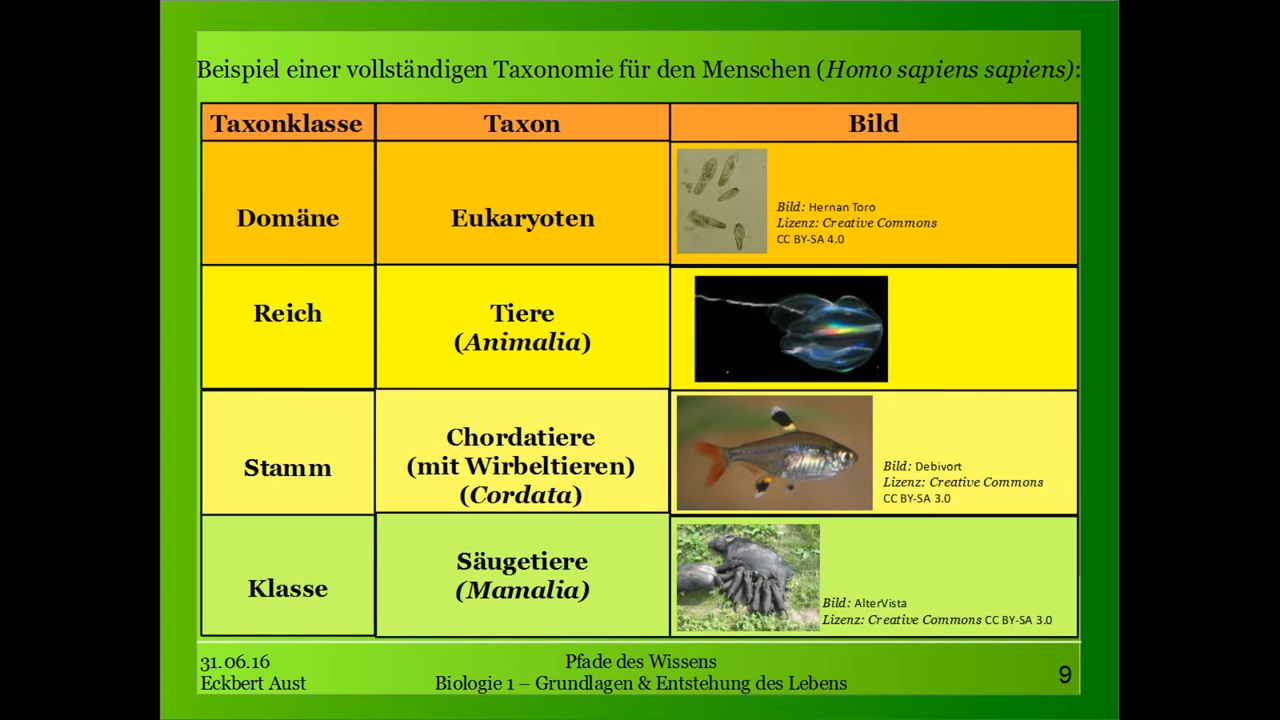 Beispiel einer vollständigen Taxonomie für den Menschen (Homo sapiens sapiens):
Taxonklasse
Taxon
Bild
Domäne
Eukaryoten
Bild: Hernan Toro
Lizenz: Creative Commons
CC BY-SA 4.0
Reich
Tiere
(Animalia)
Stamm
Chordatiere
(mit Wirbeltieren)
(Cordata)
Bild: Debivort
Lizenz: Creative Commons
CC BY-SA 3.0
Klasse
Säugetiere
(Mamalia)
Bild: AlterVista
Lizenz: Creative Commons CC BY-SA 3.0
31.06.16
Eckbert Aust
Pfade des Wissens
Biologie 1 – Grundlagen & Entstehung des Lebens
9